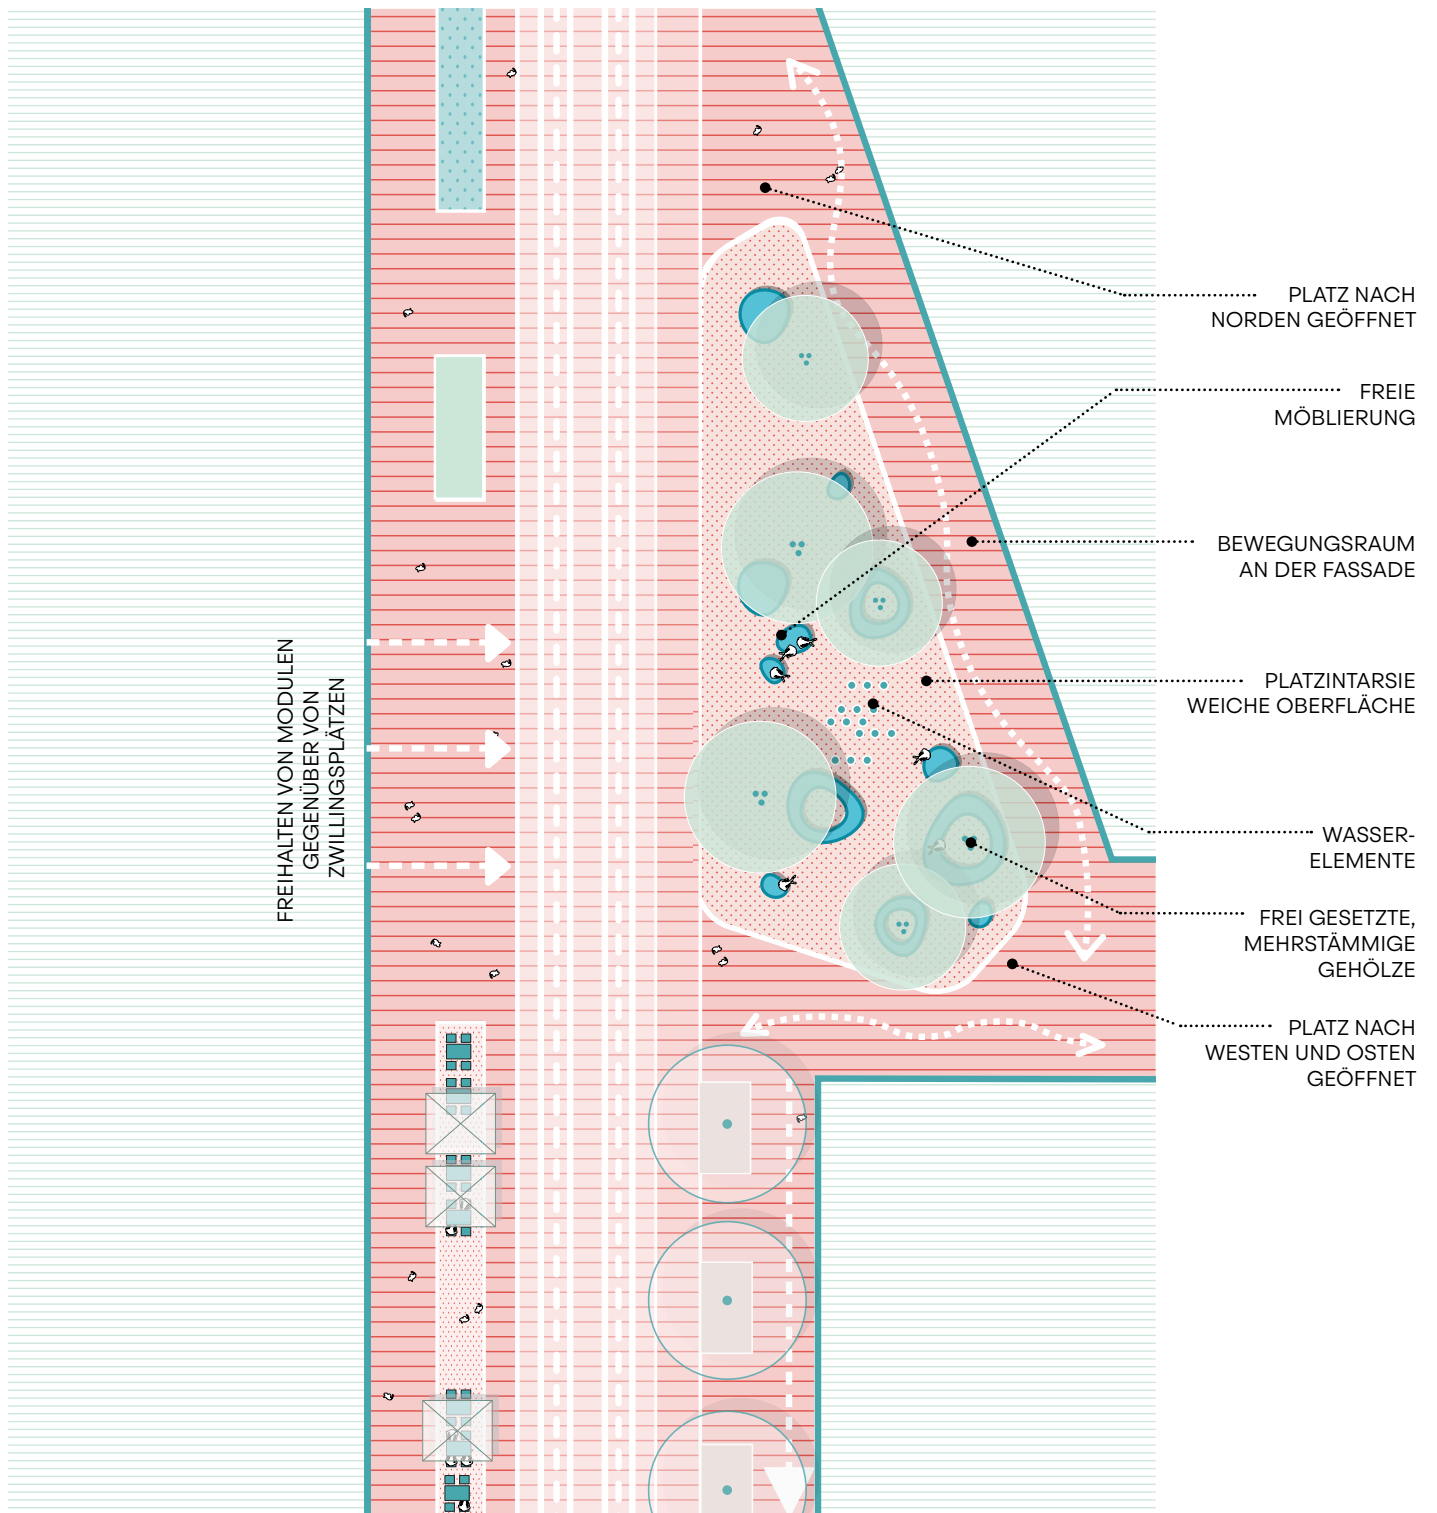 PLATZ NACH
NORDEN GEÖFFNET
FREIE
MÖBLIERUNG
BEWEGUNGSRAUM
AN DER FASSADE
FREIHALTEN VON MODULEN
GEGENÜBER VON
ZWILLINGSPLÄTZEN
PLATZINTARSIE
WEICHE OBERFLÄCHE
WASSER-
ELEMENTE
FREI GESETZTE,
MEHRSTÄMMIGE
GEHÖLZE
PLATZ NACH
WESTEN UND OSTEN
GEÖFFNET